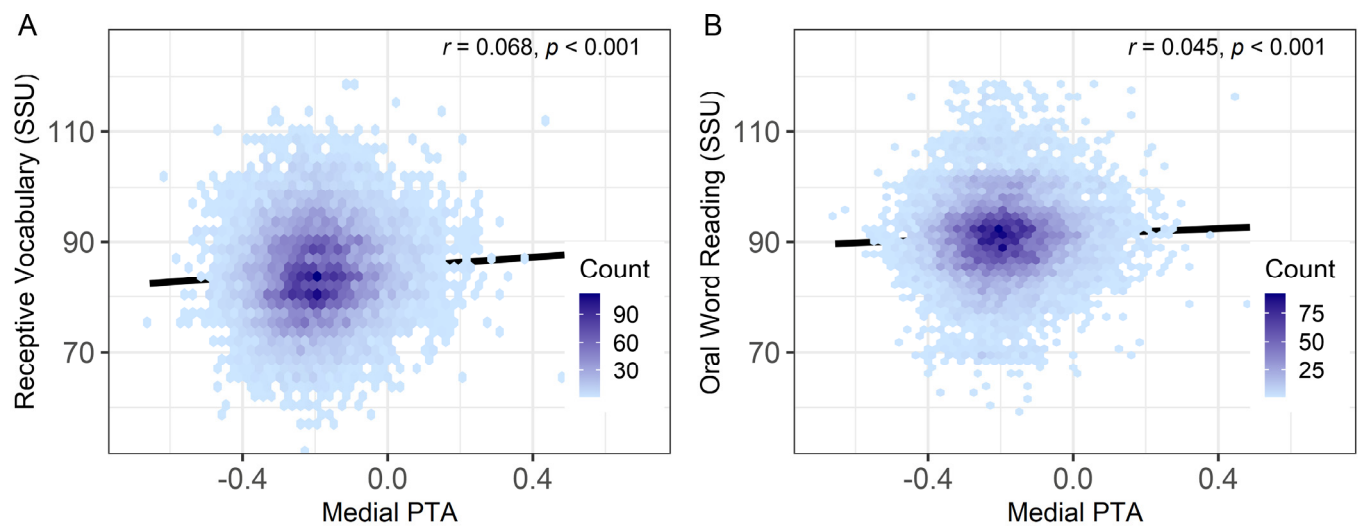 A
r = 0.068, p < 0.001
Receptive Vocabulary (SSU)
110
90
70
Count
90
60
30
-0.4
0.0
0.4
Medial PTA
B
r = 0.045, p < 0.001
Oral Word Reading (SSU)
110
90
70
Count
75
50
25
-0.4
0.0
0.4
Medial PTA